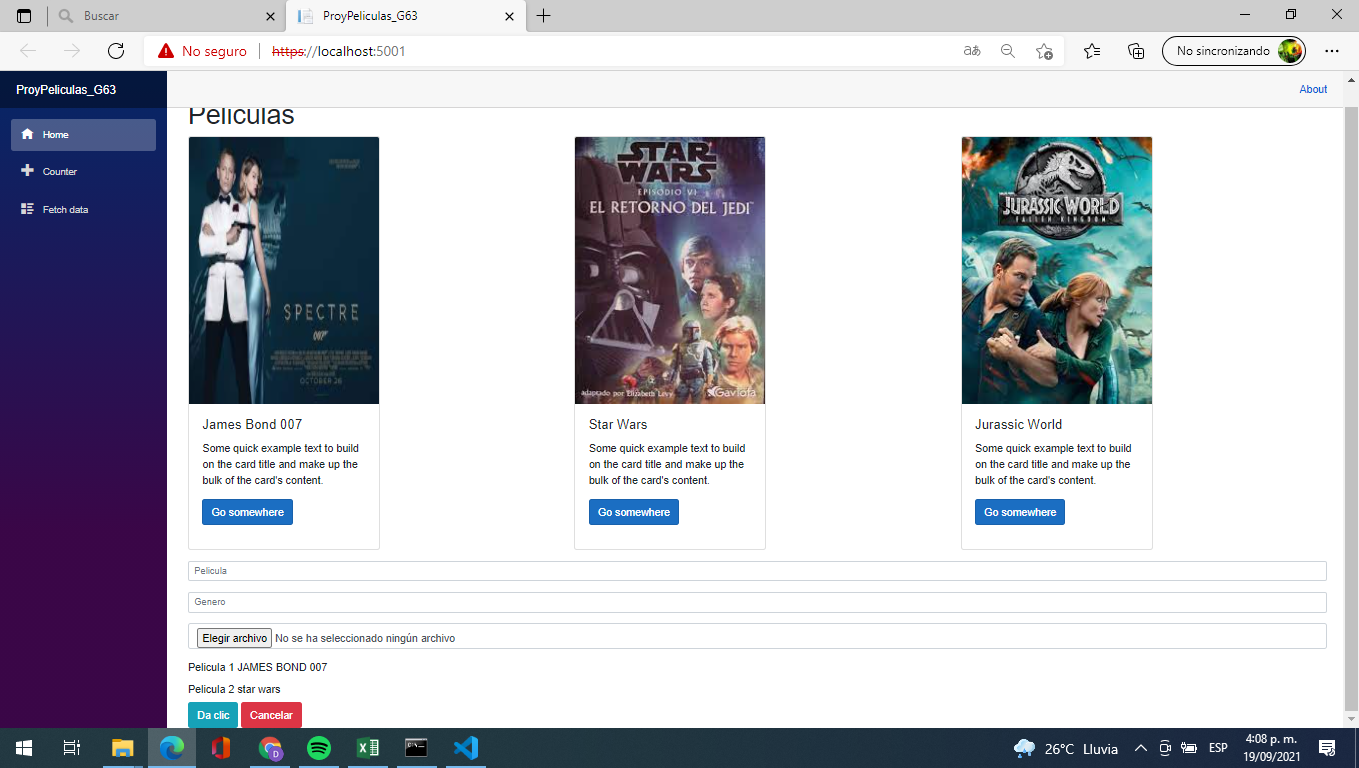 Buscar
ProyPeliculas_G63
No seguro
https://localhost:5001
No sincronizando
ProyPeliculas_G63
About
Home
Counter
Fetch data
Peliculas
SPECTRE
007
OCTOBER 26
STAR
WARS
EPISODIO VI
EL RETORNO DEL JEDI
adaptado por Elizabeth Levy
Gaviota
JURASSIC WORLD
FALLEN KINGDOM
James Bond 007
Some quick example text to build
on the card title and make up the
bulk of the card's content.
Go somewhere
Star Wars
Some quick example text to build
on the card title and make up the
bulk of the card's content.
Go somewhere
Jurassic World
Some quick example text to build
on the card title and make up the
bulk of the card's content.
Go somewhere
Pelicula
Genero
Elegir archivo No se ha seleccionado ningún archivo
Pelicula 1 JAMES BOND 007
Pelicula 2 star wars
Da clic Cancelar
26°C Lluvia
ESP
4:08 p. m.
19/09/2021